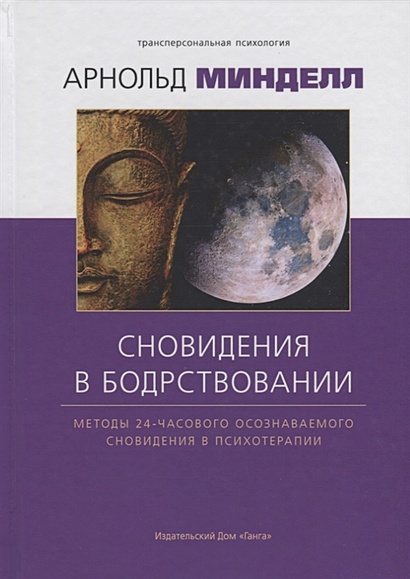 трансперсональная психология
АРНОЛЬД МИНДЕЛЛ
СНОВИДЕНИЯ
В БОДРСТВОВАНИИ
МЕТОДЫ 24-ЧАСОВОГО ОСОЗНАВАЕМОГО
СНОВИДЕНИЯ В ПСИХОТЕРАПИИ
Издательский Дом «Ганга»